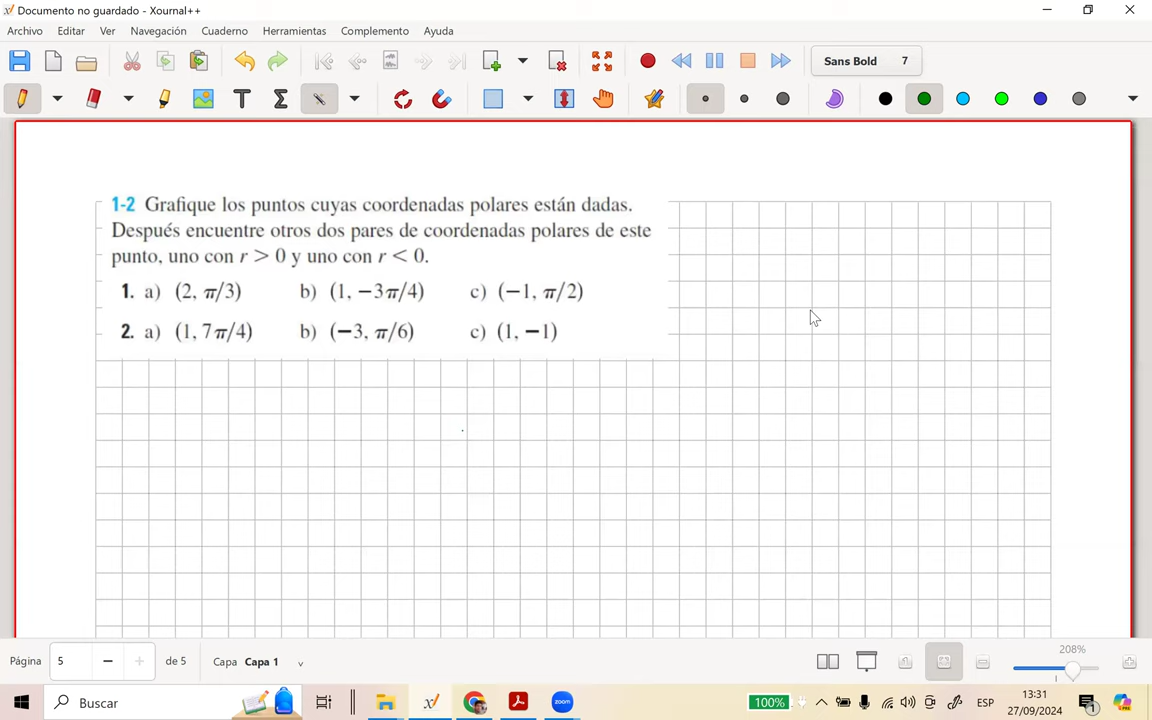 Documento no guardado - Xournal++
Archivo Editar Ver Navegación Cuaderno Herramientas Complemento Ayuda
Sans Bold 7
1-2 Grafique los puntos cuyas coordenadas polares están dadas.
Después encuentre otros dos pares de coordenadas polares de este
punto, uno con r > 0 y uno con r < 0.
1. a) (2, π/3) b) (1, −3π/4) c) (−1, π/2)
2. a) (1, 7π/4) b) (−3, π/6) c) (1, −1)
Página 5 de 5 Capa Capa 1 208%
Buscar 100% ESP 13:31
27/09/2024